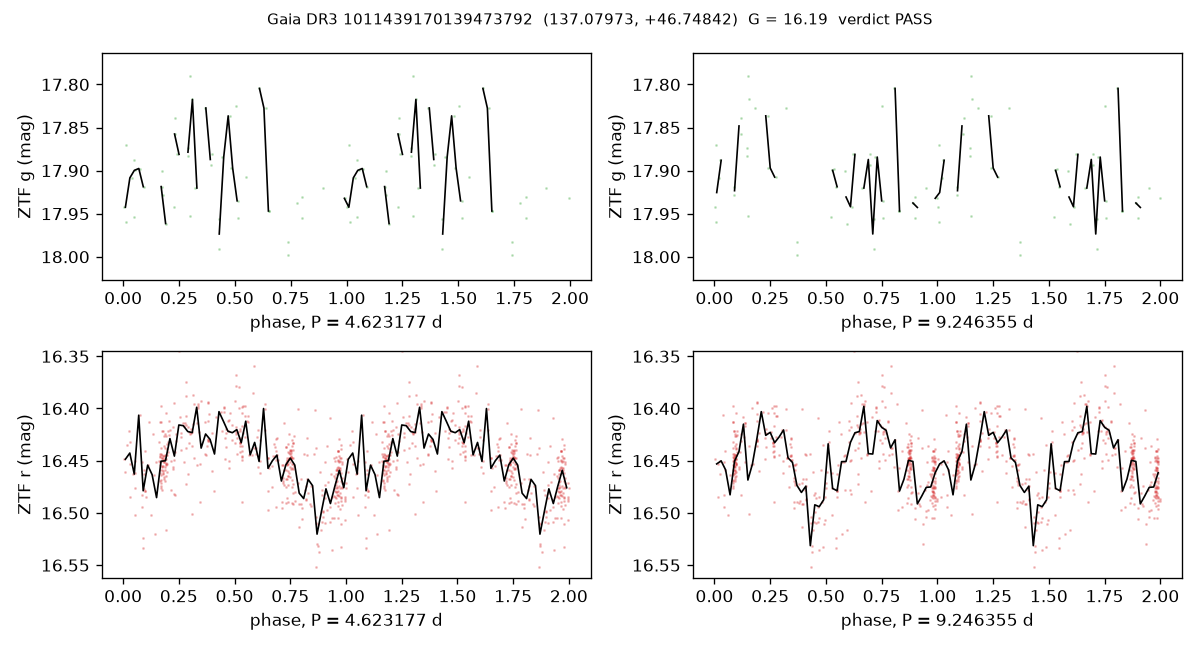 Gaia DR3 1011439170139473792  (137.07973, +46.74842)  G = 16.19  verdict PASS
ZTF g (mag)
17.80
17.85
17.90
17.95
18.00
0.00 0.25 0.50 0.75 1.00 1.25 1.50 1.75 2.00
phase, P = 4.623177 d
ZTF g (mag)
17.80
17.85
17.90
17.95
18.00
0.00 0.25 0.50 0.75 1.00 1.25 1.50 1.75 2.00
phase, P = 9.246355 d
ZTF r (mag)
16.35
16.40
16.45
16.50
16.55
0.00 0.25 0.50 0.75 1.00 1.25 1.50 1.75 2.00
phase, P = 4.623177 d
ZTF r (mag)
16.35
16.40
16.45
16.50
16.55
0.00 0.25 0.50 0.75 1.00 1.25 1.50 1.75 2.00
phase, P = 9.246355 d